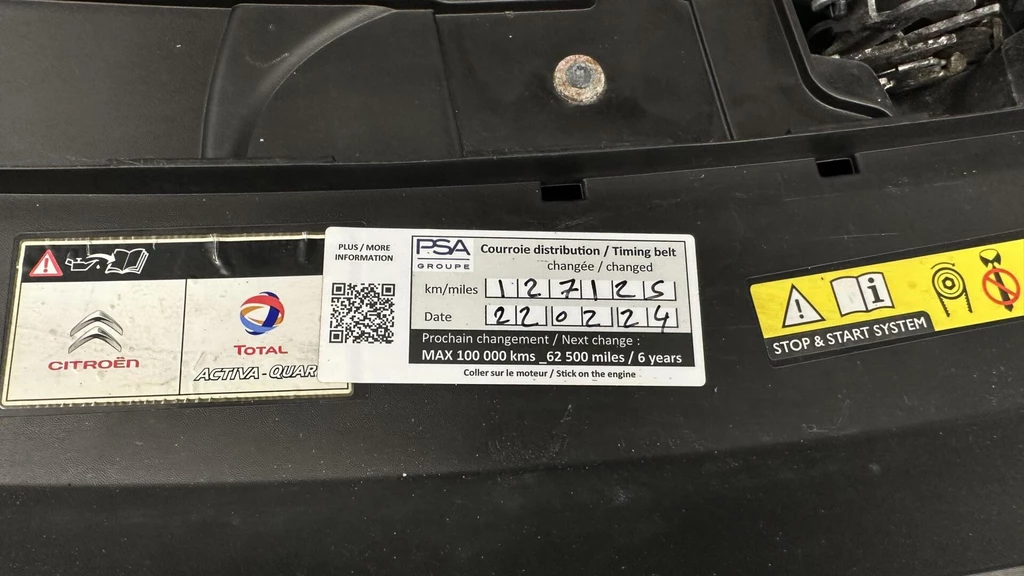 CITROËN
TOTAL
ACTIVA-QUAR
PLUS / MORE
INFORMATION
PSA
GROUPE
Courroie distribution / Timing belt
changée / changed
km/miles 127125
Date 220224
Prochain changement / Next change :
MAX 100 000 kms _62 500 miles / 6 years
Coller sur le moteur / Stick on the engine
STOP & START SYSTEM